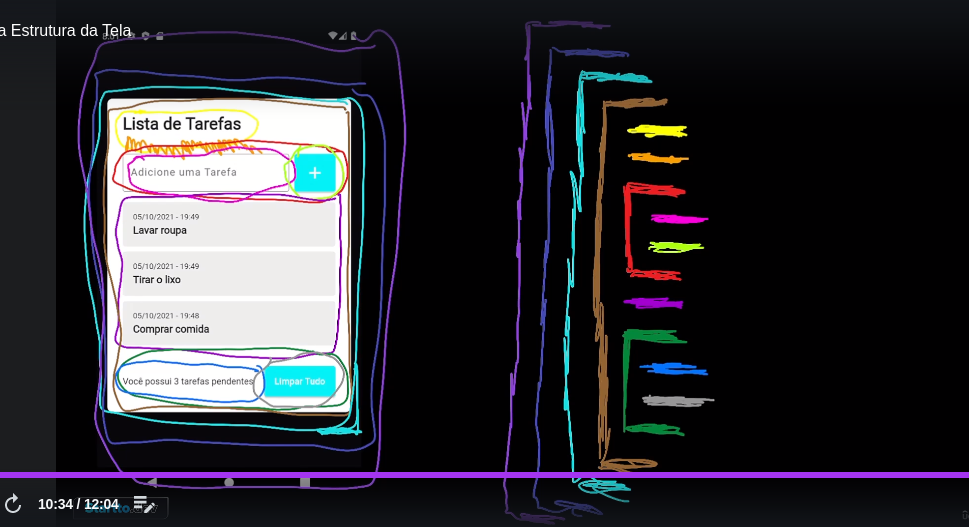 a Estrutura da Tela
Lista de Tarefas
Adicione uma Tarefa
+
05/10/2021 - 19:49
Lavar roupa
05/10/2021 - 19:49
Tirar o lixo
05/10/2021 - 19:48
Comprar comida
Você possui 3 tarefas pendentes
Limpar Tudo
10:34 / 12:04